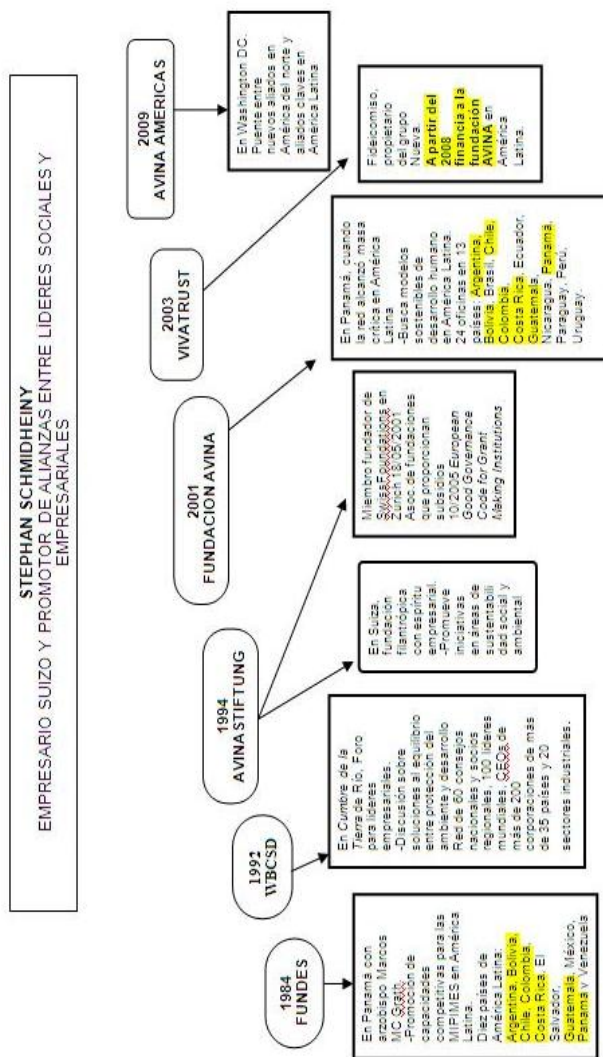 STEPHAN SCHMIDHEINY
EMPRESARIO SUIZO Y PROMOTOR DE ALIANZAS ENTRE LÍDERES SOCIALES Y
EMPRESARIALES
1984
FUNDES
En Panamá con
arzobispo Marcos
MC Grath
-Promoción de
capacidades
competitivas para las
MIPIMES en América
Latina.
Diez países de
América Latina:
Argentina, Bolivia,
Chile, Colombia,
Costa Rica, El
Salvador,
Guatemala, México,
Panamá y Venezuela
1992
WBCSD
En Cumbre de la
Tierra de Río, Foro
para líderes
empresariales.
-Discusión sobre
soluciones al equilibrio
entre protección del
ambiente y desarrollo
Red de 60 consejos
nacionales y socios
regionales, 100 líderes
mundiales, CEOs de
más de 200
corporaciones de más
de 35 países y 20
sectores industriales.
1994
AVINA STIFTUNG
En Suiza,
fundación
filantrópica
con espíritu
empresarial.
-Promueve
iniciativas
en áreas de
sustentabili
dad social y
ambiental
Miembro fundador de
SwissFoundations en
Zurich 18/05/2001
Asoc. de fundaciones
que proporcionan
subsidios
10/2005 European
Good Governance
Code for Grant
Making Institutions
2001
FUNDACION AVINA
En Panamá, cuando
la red alcanzó masa
crítica en América
Latina
-Busca modelos
sostenibles de
desarrollo humano
en América Latina.
24 oficinas en 13
países: Argentina,
Bolivia, Brasil, Chile,
Colombia,
Costa Rica, Ecuador,
Guatemala,
Nicaragua, Panamá,
Paraguay, Perú,
Uruguay.
2003
VIVA TRUST
Fideicomiso,
propietario
del grupo
Nueva.
A partir del
2008
financia a la
fundación
AVINA en
América
Latina.
2009
AVINA AMERICAS
En Washington DC.
Puente entre
nuevos aliados en
América del norte y
aliados claves en
América Latina